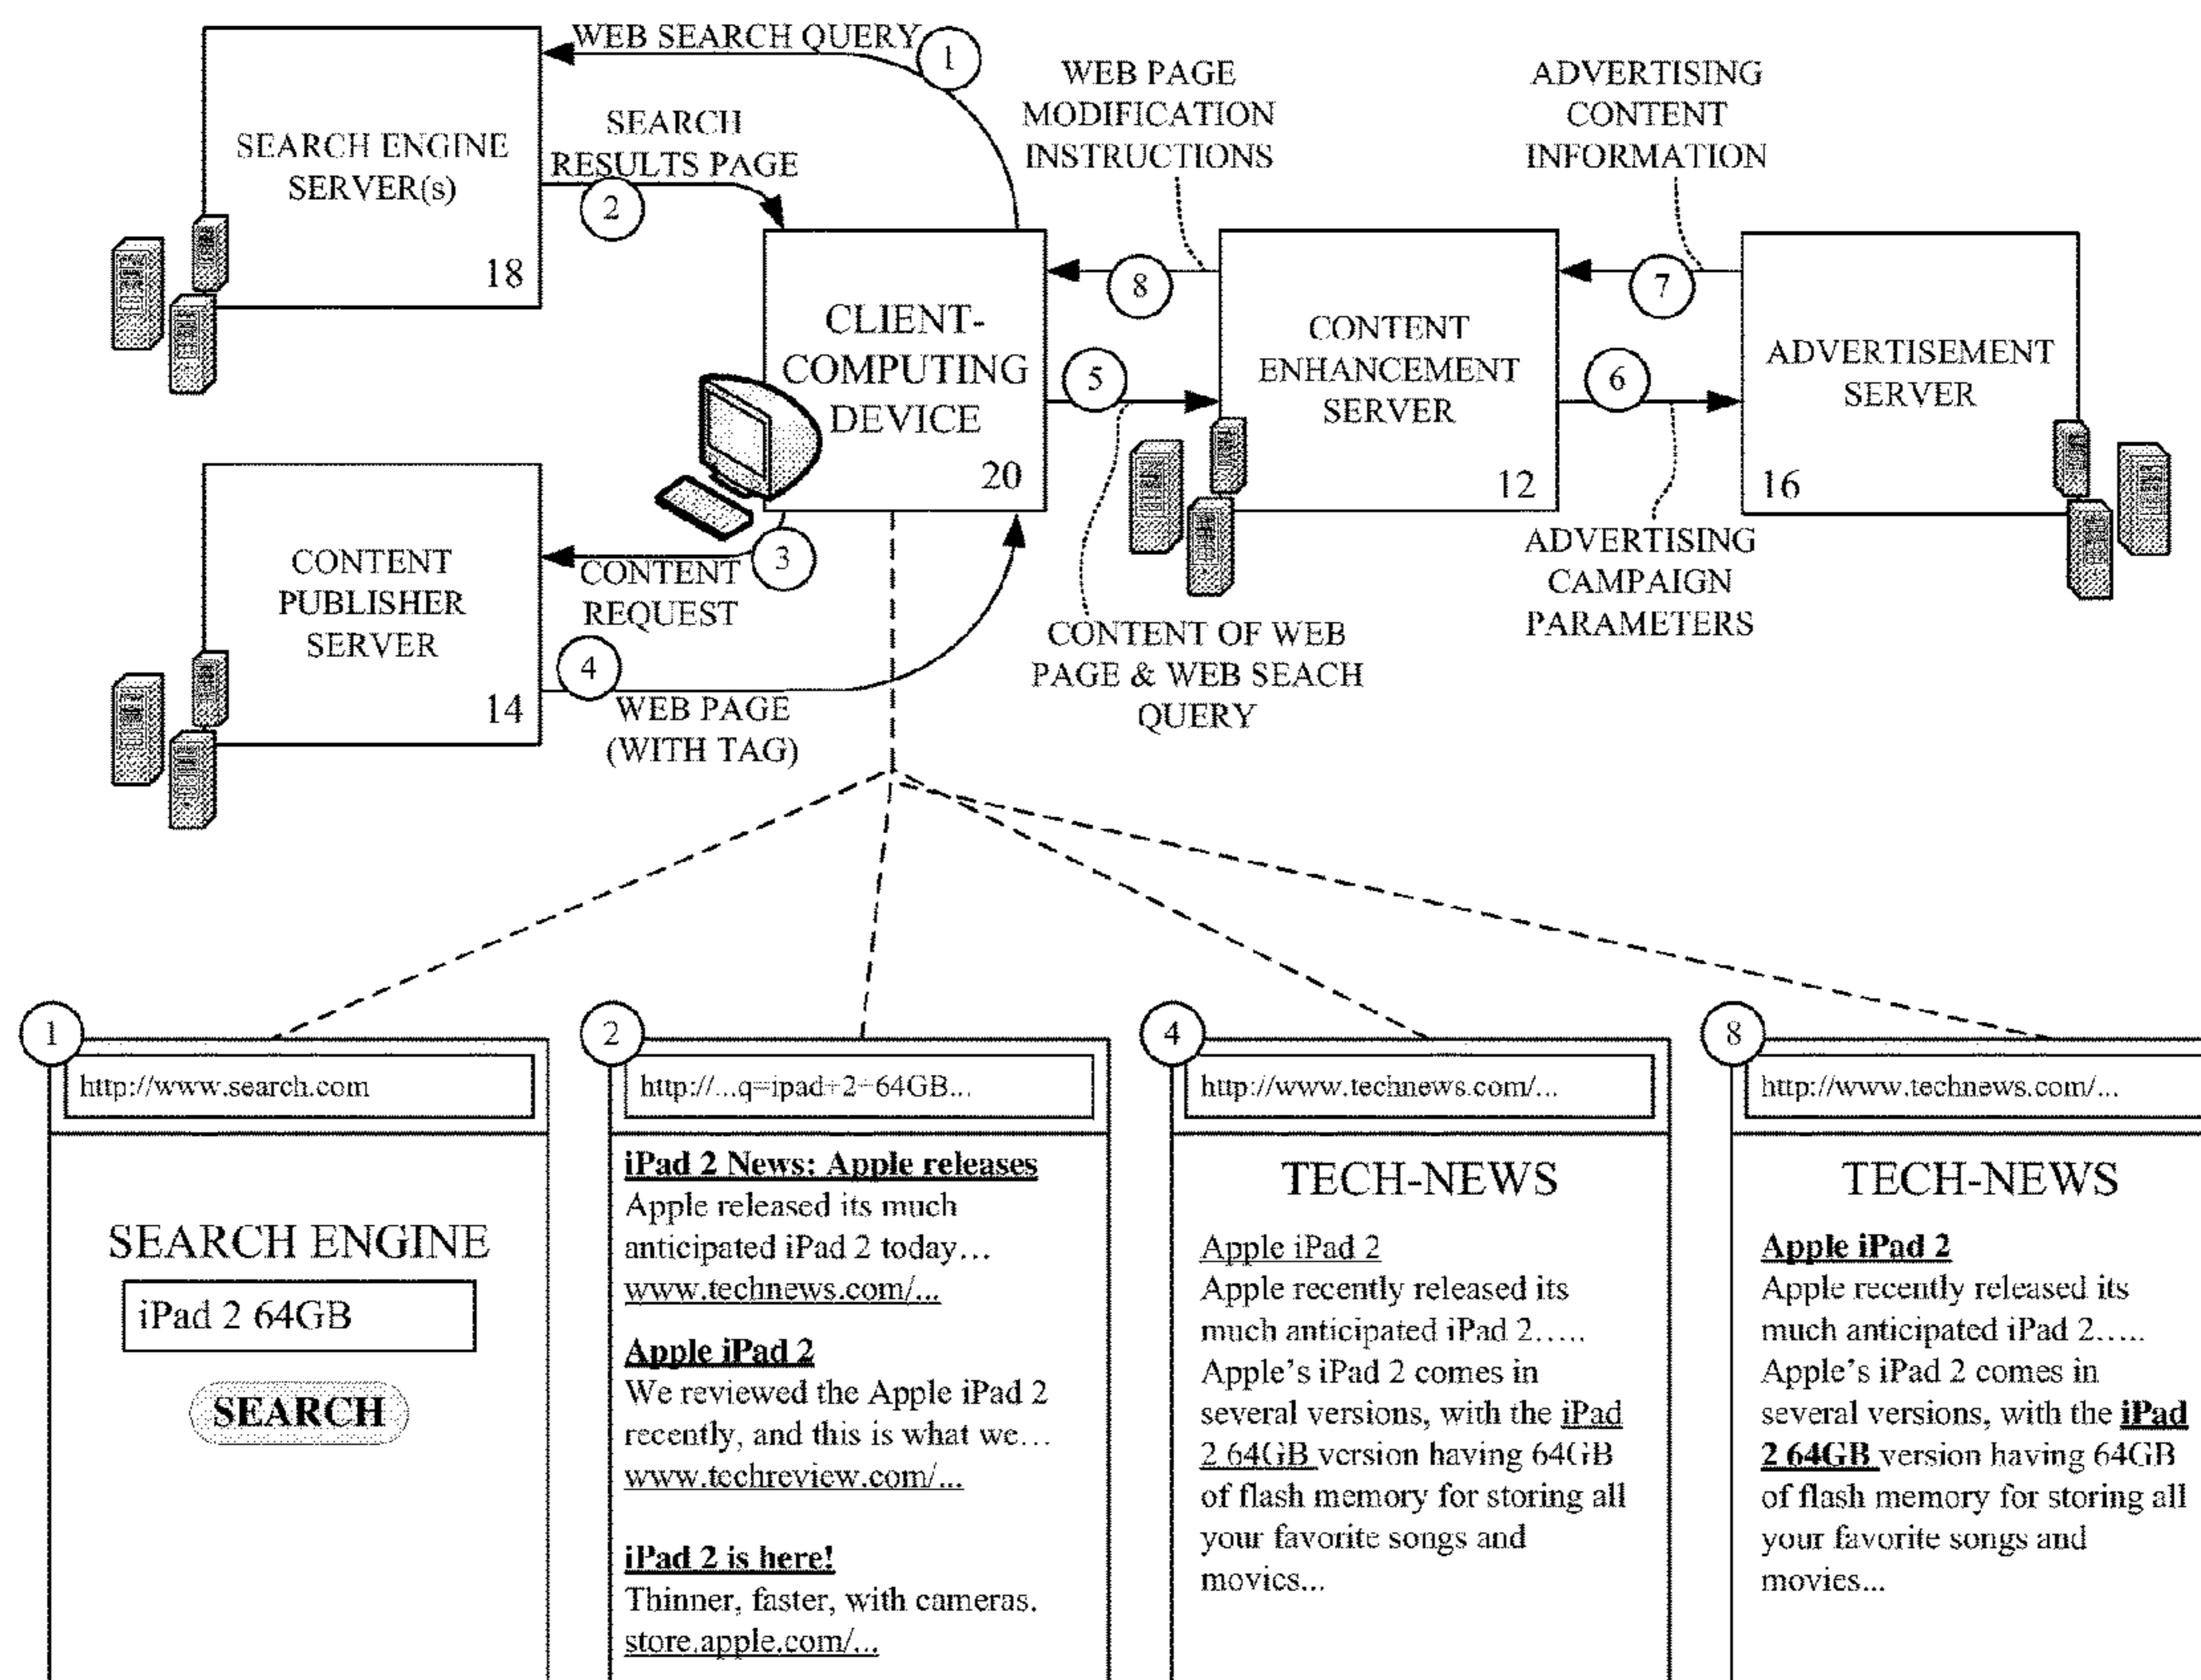 WEB SEARCH QUERY
1
SEARCH
RESULTS PAGE
2
SEARCH ENGINE
SERVER(s)
18
WEB PAGE
MODIFICATION
INSTRUCTIONS
ADVERTISING
CONTENT
INFORMATION
8
7
CLIENT-
COMPUTING
DEVICE
20
5
CONTENT
ENHANCEMENT
SERVER
12
6
ADVERTISEMENT
SERVER
16
CONTENT
PUBLISHER
SERVER
14
3
CONTENT
REQUEST
4
WEB PAGE
(WITH TAG)
CONTENT OF WEB
PAGE & WEB SEACH
QUERY
ADVERTISING
CAMPAIGN
PARAMETERS
1
http://www.search.com
SEARCH ENGINE
iPad 2 64GB
SEARCH
2
http://...q=ipad+2+64GB...
iPad 2 News: Apple releases
Apple released its much
anticipated iPad 2 today...
www.technews.com/...
Apple iPad 2
We reviewed the Apple iPad 2
recently, and this is what we...
www.techreview.com/...
iPad 2 is here!
Thinner, faster, with cameras.
store.apple.com/...
4
http://www.technews.com/...
TECH-NEWS
Apple iPad 2
Apple recently released its
much anticipated iPad 2.....
Apple's iPad 2 comes in
several versions, with the iPad
2 64GB version having 64GB
of flash memory for storing all
your favorite songs and
movies...
8
http://www.technews.com/...
TECH-NEWS
Apple iPad 2
Apple recently released its
much anticipated iPad 2.....
Apple's iPad 2 comes in
several versions, with the iPad
2 64GB version having 64GB
of flash memory for storing all
your favorite songs and
movies...